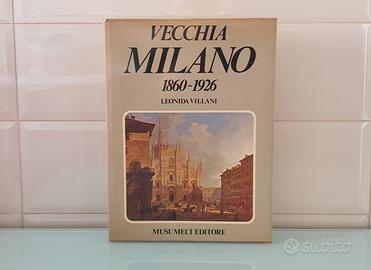 VECCHIA
MILANO
1860-1926
LEONIDA VILLANI
MUSUMECI EDITORE
subito